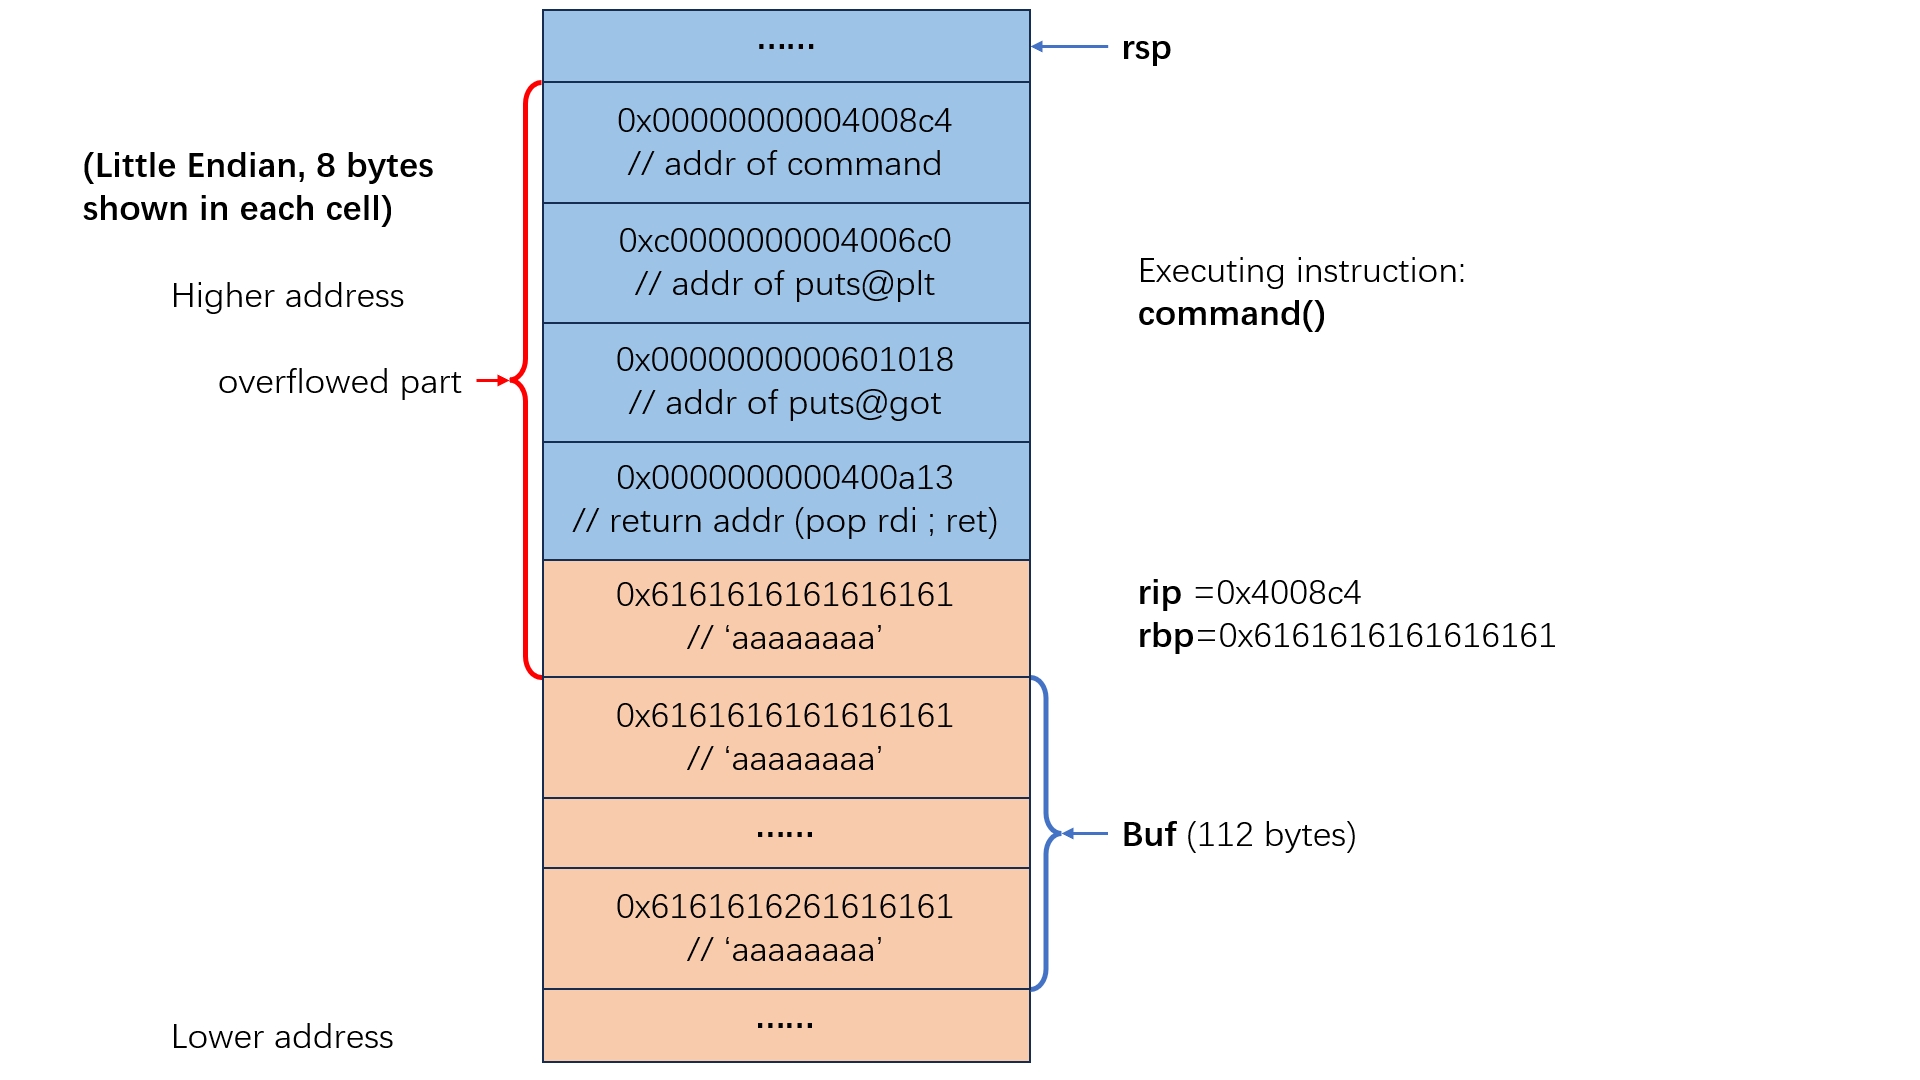 ……
rsp
0x00000000004008c4
// addr of command
(Little Endian, 8 bytes
shown in each cell)
0xc0000000004006c0
// addr of puts@plt
Higher address
Executing instruction:
command()
overflowed part
0x0000000000601018
// addr of puts@got
0x0000000000400a13
// return addr (pop rdi ; ret)
0x6161616161616161
// ‘aaaaaaaa’
rip =0x4008c4
rbp=0x6161616161616161
0x6161616161616161
// ‘aaaaaaaa’
……
Buf (112 bytes)
0x6161616261616161
// ‘aaaaaaaa’
……
Lower address